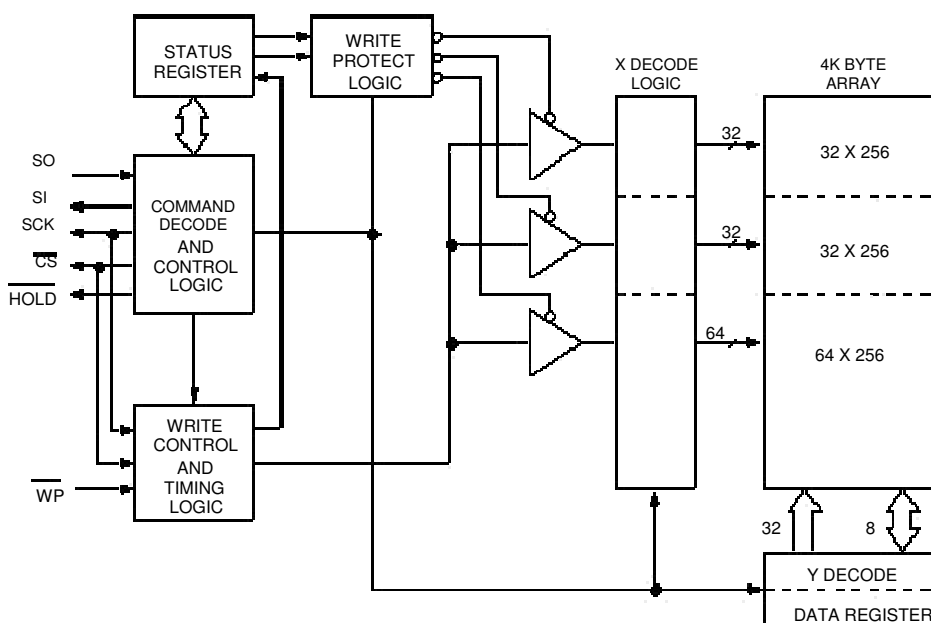 STATUS
REGISTER
WRITE
PROTECT
LOGIC
X DECODE
LOGIC
4K BYTE
ARRAY
SO
SI
SCK
CS
HOLD
WP
COMMAND
DECODE
AND
CONTROL
LOGIC
WRITE
CONTROL
AND
TIMING
LOGIC
32
32
64
32 X 256
32 X 256
64 X 256
32
8
Y DECODE
DATA REGISTER